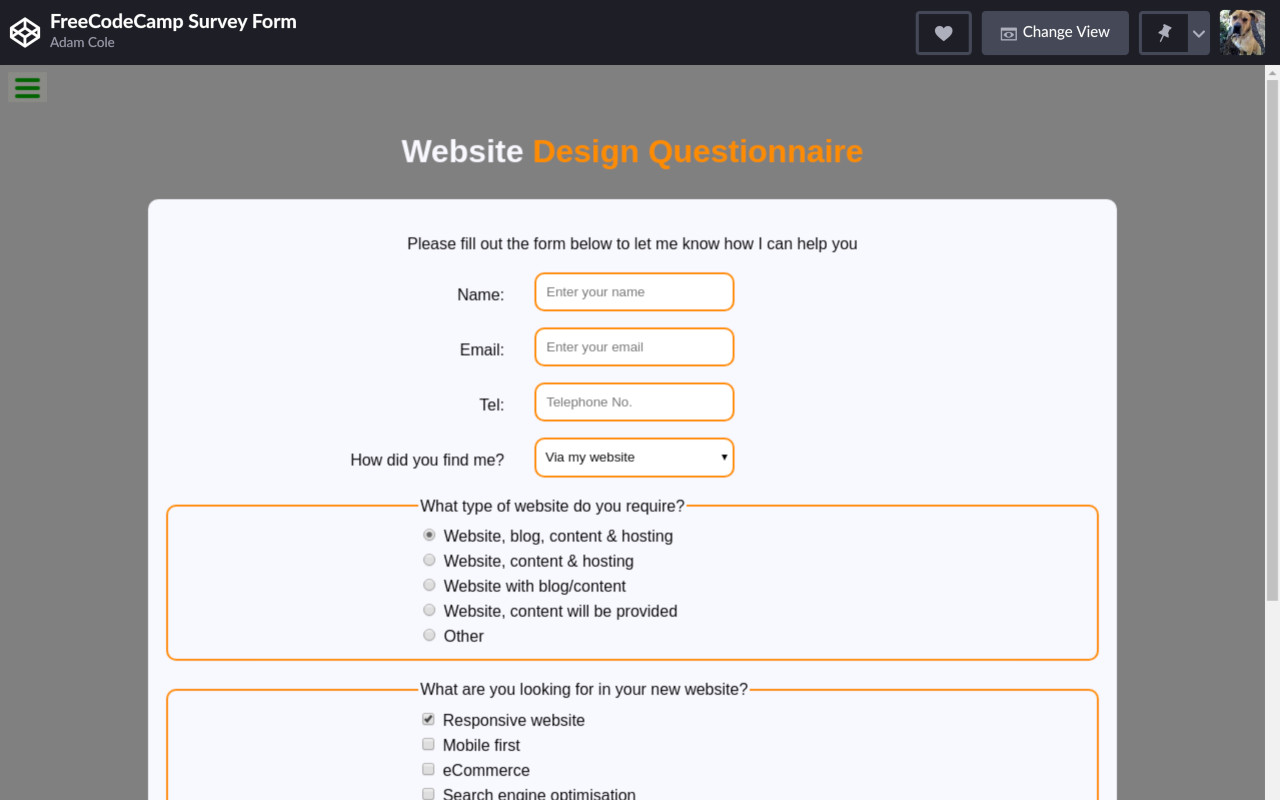 FreeCodeCamp Survey Form
Adam Cole
Change View
Website Design Questionnaire
Please fill out the form below to let me know how I can help you
Name: Enter your name
Email: Enter your email
Tel: Telephone No.
How did you find me? Via my website
What type of website do you require?
Website, blog, content & hosting
Website, content & hosting
Website with blog/content
Website, content will be provided
Other
What are you looking for in your new website?
Responsive website
Mobile first
eCommerce
Search engine optimisation